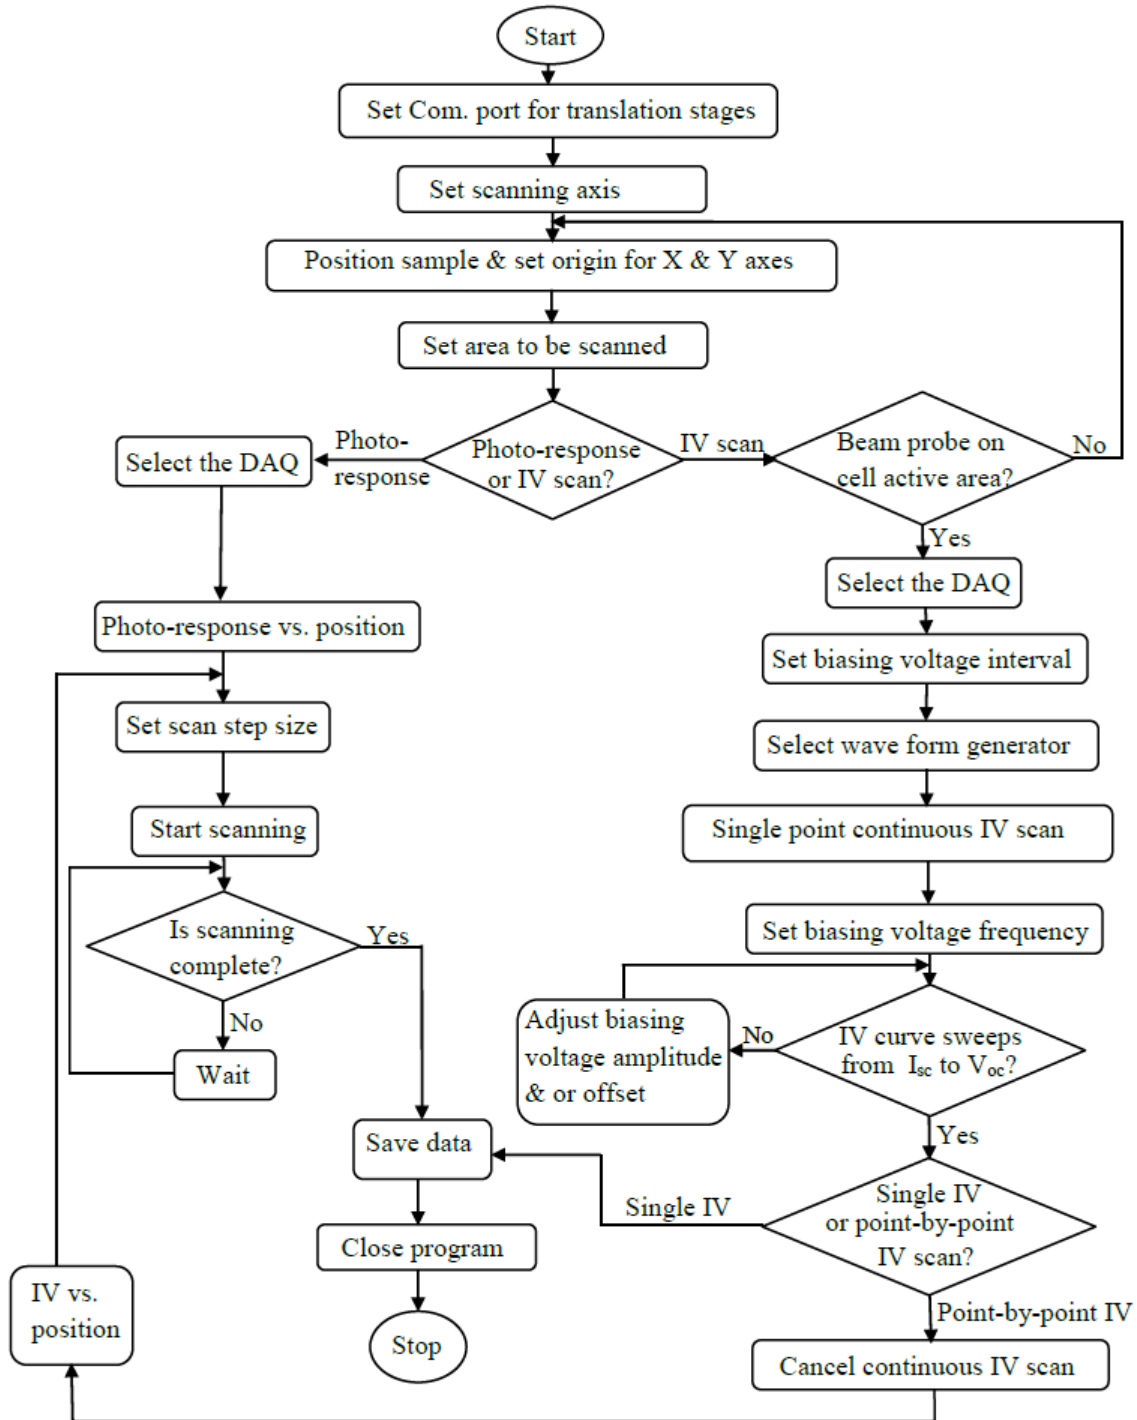 Start
Set Com. port for translation stages
Set scanning axis
Position sample & set origin for X & Y axes
Set area to be scanned
Photo-response
or IV scan?
Photo-
response
Select the DAQ
IV scan
Beam probe on
cell active area?
No
Yes
Select the DAQ
Photo-response vs. position
Set biasing voltage interval
Set scan step size
Select wave form generator
Start scanning
Single point continuous IV scan
Is scanning
complete?
Yes
Set biasing voltage frequency
No
Wait
Adjust biasing
voltage amplitude
& or offset
No
IV curve sweeps
from Isc to Voc?
Yes
Save data
Single IV
Single IV
or point-by-point
IV scan?
Close program
IV vs.
position
Stop
Point-by-point IV
Cancel continuous IV scan